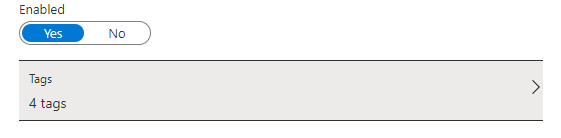 Enabled
Yes No
Tags
4 tags